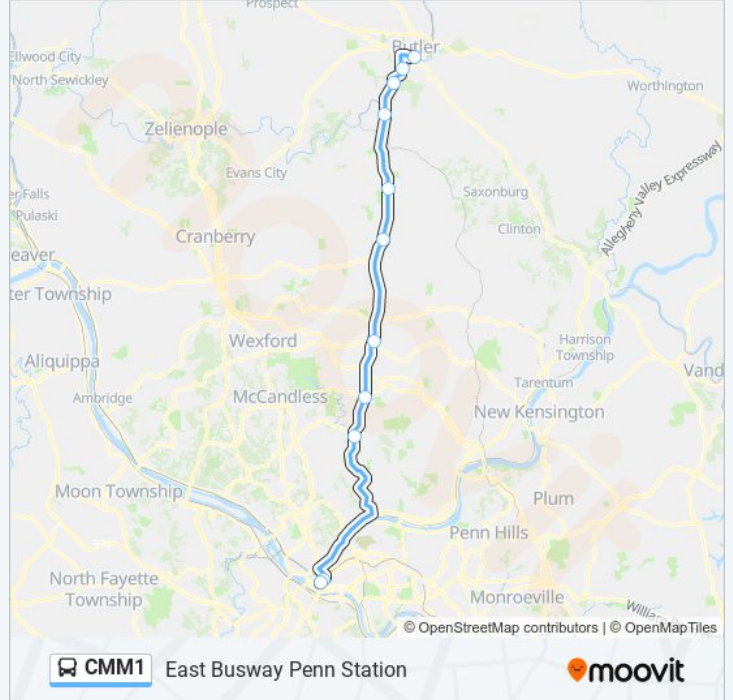 Prospect
Butler
Ellwood City
North Sewickley
Worthington
Zelienople
Evans City
Allegheny Valley Expressway
er Falls
Saxonburg
Pulaski
Clinton
Cranberry
eaver
ter Township
Wexford
Harrison
Township
Aliquippa
Vand
Tarentum
Ambridge
McCandless
New Kensington
Moon Township
Plum
Penn Hills
North Fayette
Township
Monroeville
© OpenStreetMap contributors | © OpenMapTiles
CMM1 East Busway Penn Station
moovit